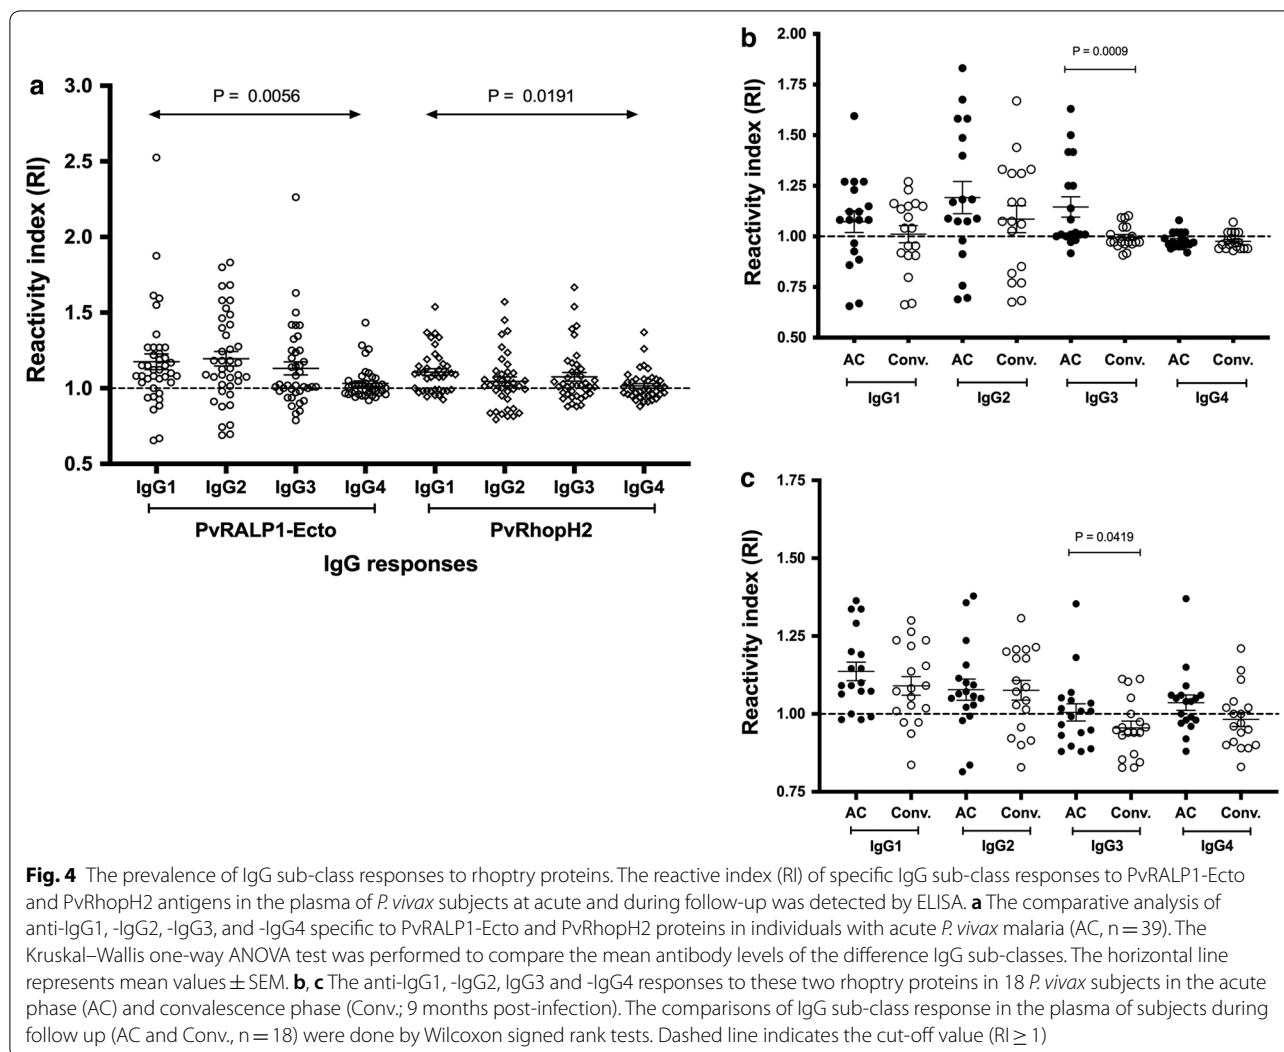 a
P = 0.0056
P = 0.0191
Reactivity index (RI)
3.0
2.5
2.0
1.5
1.0
0.5
IgG1 IgG2 IgG3 IgG4 IgG1 IgG2 IgG3 IgG4
PvRALP1-Ecto PvRhopH2
IgG responses
b
P = 0.0009
Reactivity index (RI)
2.00
1.75
1.50
1.25
1.00
0.75
0.50
AC Conv. AC Conv. AC Conv. AC Conv.
IgG1 IgG2 IgG3 IgG4
c
P = 0.0419
Reactivity index (RI)
1.75
1.50
1.25
1.00
0.75
AC Conv. AC Conv. AC Conv. AC Conv.
IgG1 IgG2 IgG3 IgG4
Fig. 4 The prevalence of IgG sub-class responses to rhoptry proteins. The reactive index (RI) of specific IgG sub-class responses to PvRALP1-Ecto
and PvRhopH2 antigens in the plasma of P. vivax subjects at acute and during follow-up was detected by ELISA. a The comparative analysis of
anti-IgG1, -IgG2, -IgG3, and -IgG4 specific to PvRALP1-Ecto and PvRhopH2 proteins in individuals with acute P. vivax malaria (AC, n = 39). The
Kruskal–Wallis one-way ANOVA test was performed to compare the mean antibody levels of the difference IgG sub-classes. The horizontal line
represents mean values ± SEM. b, c The anti-IgG1, -IgG2, IgG3 and -IgG4 responses to these two rhoptry proteins in 18 P. vivax subjects in the acute
phase (AC) and convalescence phase (Conv.; 9 months post-infection). The comparisons of IgG sub-class response in the plasma of subjects during
follow up (AC and Conv., n = 18) were done by Wilcoxon signed rank tests. Dashed line indicates the cut-off value (RI ≥ 1)